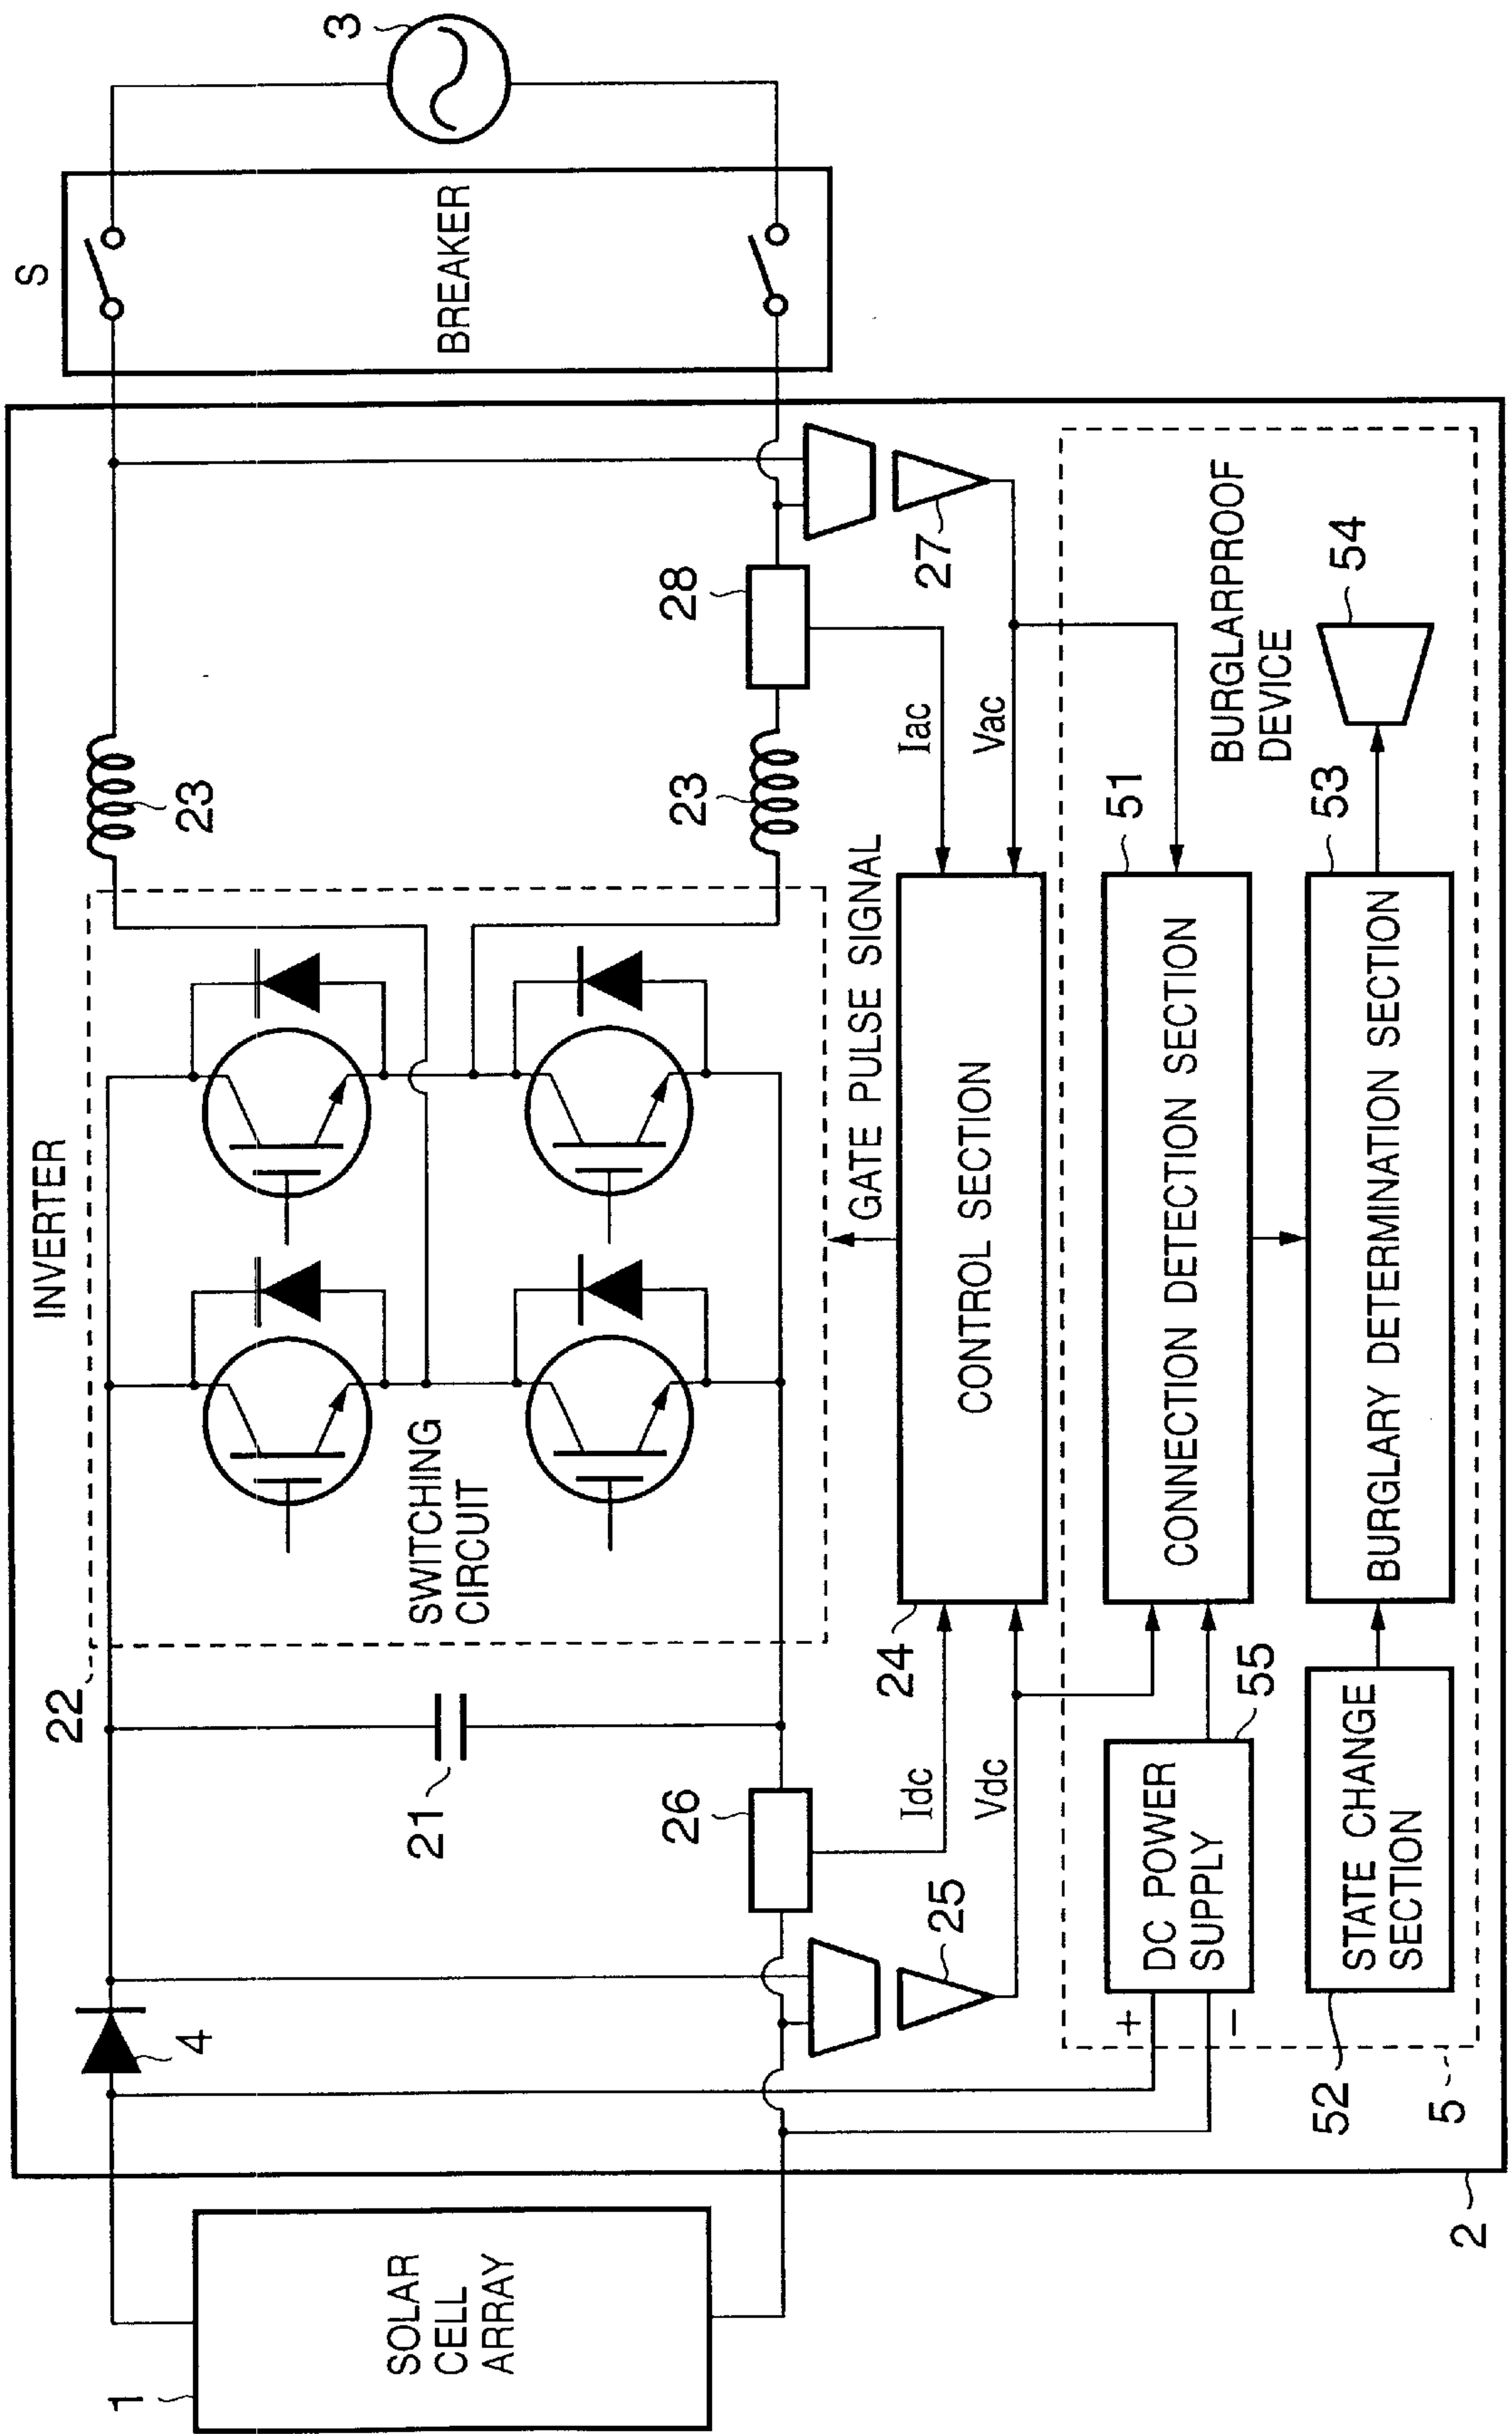 1
SOLAR
CELL
ARRAY
2
INVERTER
4
22
21
SWITCHING
CIRCUIT
23
23
26
28
25
27
Idc
Vdc
24
CONTROL SECTION
GATE PULSE SIGNAL
Iac
Vac
S
BREAKER
3
5
BURGLARPROOF
DEVICE
+
−
DC POWER
SUPPLY
55
CONNECTION DETECTION SECTION
51
52
STATE CHANGE
SECTION
BURGLARY DETERMINATION SECTION
53
54